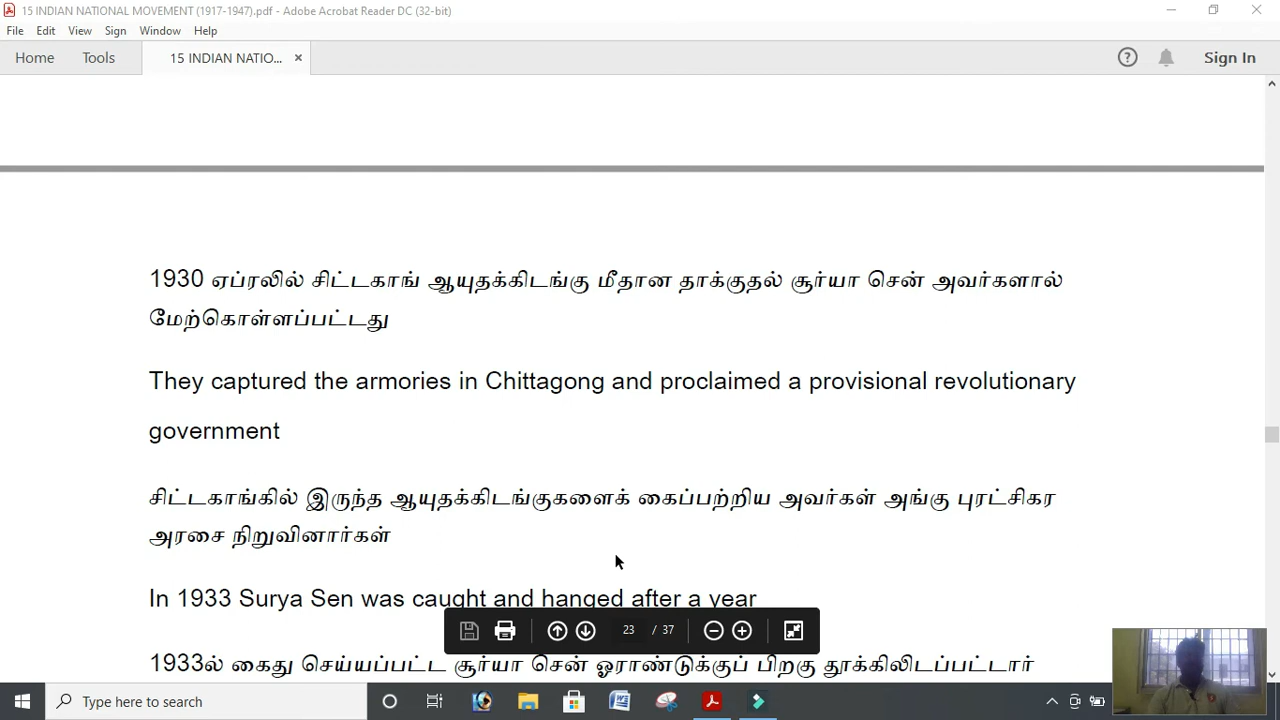 15 INDIAN NATIONAL MOVEMENT (1917-1947).pdf - Adobe Acrobat Reader DC (32-bit)
File Edit View Sign Window Help
Home Tools 15 INDIAN NATIO... × Sign In
1930 ஏப்ரலில் சிட்டகாங் ஆயுதக்கிடங்கு மீதான தாக்குதல் சூர்யா சென் அவர்களால்
மேற்கொள்ளப்பட்டது
They captured the armories in Chittagong and proclaimed a provisional revolutionary
government
சிட்டகாங்கில் இருந்த ஆயுதக்கிடங்குகளைக் கைப்பற்றிய அவர்கள் அங்கு புரட்சிகர
அரசை நிறுவினார்கள்
In 1933 Surya Sen was caught and hanged after a year
23 / 37
1933ல் கைது செய்யப்பட்ட சூர்யா சென் ஓராண்டுக்குப் பிறகு தூக்கிலிடப்பட்டார்
Type here to search